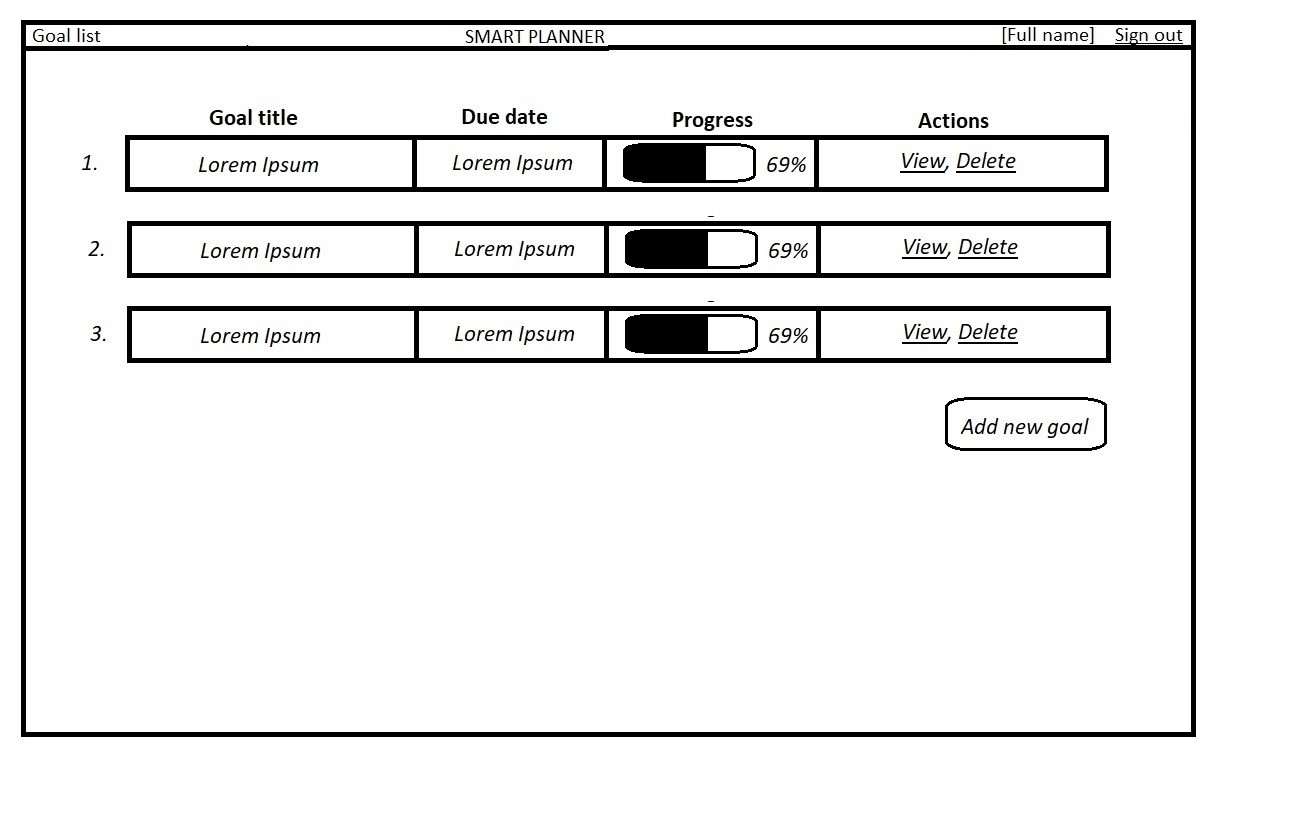 Goal list SMART PLANNER [Full name] Sign out
Goal title Due date Progress Actions
1. Lorem Ipsum Lorem Ipsum 69% View, Delete
2. Lorem Ipsum Lorem Ipsum 69% View, Delete
3. Lorem Ipsum Lorem Ipsum 69% View, Delete
Add new goal